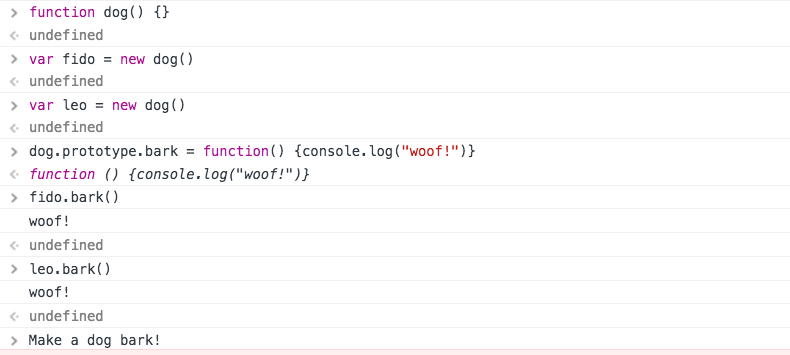 function dog() {}
undefined
var fido = new dog()
undefined
var leo = new dog()
undefined
dog.prototype.bark = function() {console.log("woof!")}
function () {console.log("woof!")}
fido.bark()
woof!
undefined
leo.bark()
woof!
undefined
Make a dog bark!